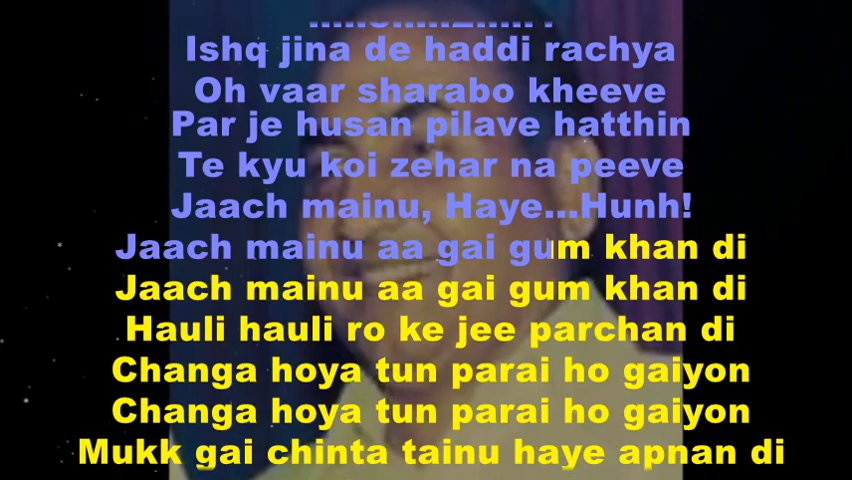 Ishq jina de haddi rachya
Oh vaar sharabo kheeve
Par je husan pilave hatthin
Te kyu koi zehar na peeve
Jaach mainu, Haye...Hunh!
Jaach mainu aa gai gum khan di
Jaach mainu aa gai gum khan di
Hauli hauli ro ke jee parchan di
Changa hoya tun parai ho gaiyon
Changa hoya tun parai ho gaiyon
Mukk gai chinta tainu haye apnan di